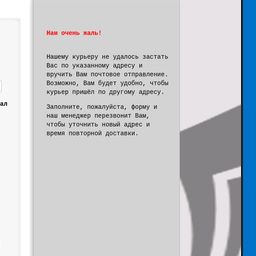 Нам очень жаль!
Нашему курьеру не удалось застать
Вас по указанному адресу и
вручить Вам почтовое отправление.
Возможно, Вам будет удобно, чтобы
курьер пришёл по другому адресу.
Заполните, пожалуйста, форму и
наш менеджер перезвонит Вам,
чтобы уточнить новый адрес и
время повторной доставки.